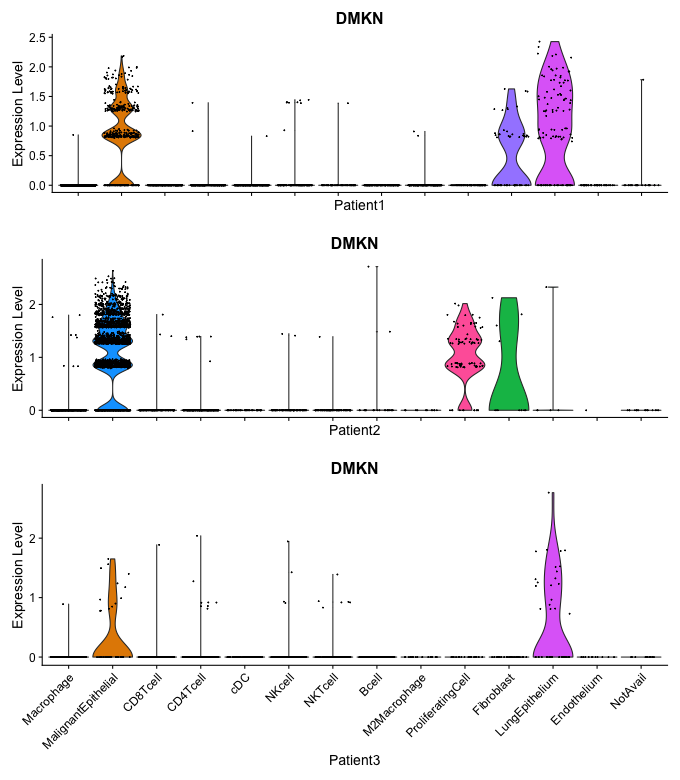 DMKN
Expression Level
2.5
2.0
1.5
1.0
0.5
0.0
Patient1
DMKN
Expression Level
2
1
0
Patient2
DMKN
Expression Level
2
1
0
Macrophage
MalignantEpithelial
CD8Tcell
CD4Tcell
cDC
NKcell
NKTcell
Bcell
M2Macrophage
ProliferatingCell
Fibroblast
LungEpithelium
Endothelium
NotAvail
Patient3